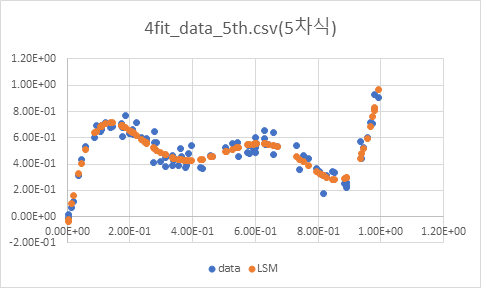 4fit_data_5th.csv(5차식)
1.20E+00
1.00E+00
8.00E-01
6.00E-01
4.00E-01
2.00E-01
0.00E+00
-2.00E-01
0.00E+00 2.00E-01 4.00E-01 6.00E-01 8.00E-01 1.00E+00 1.20E+00
data LSM